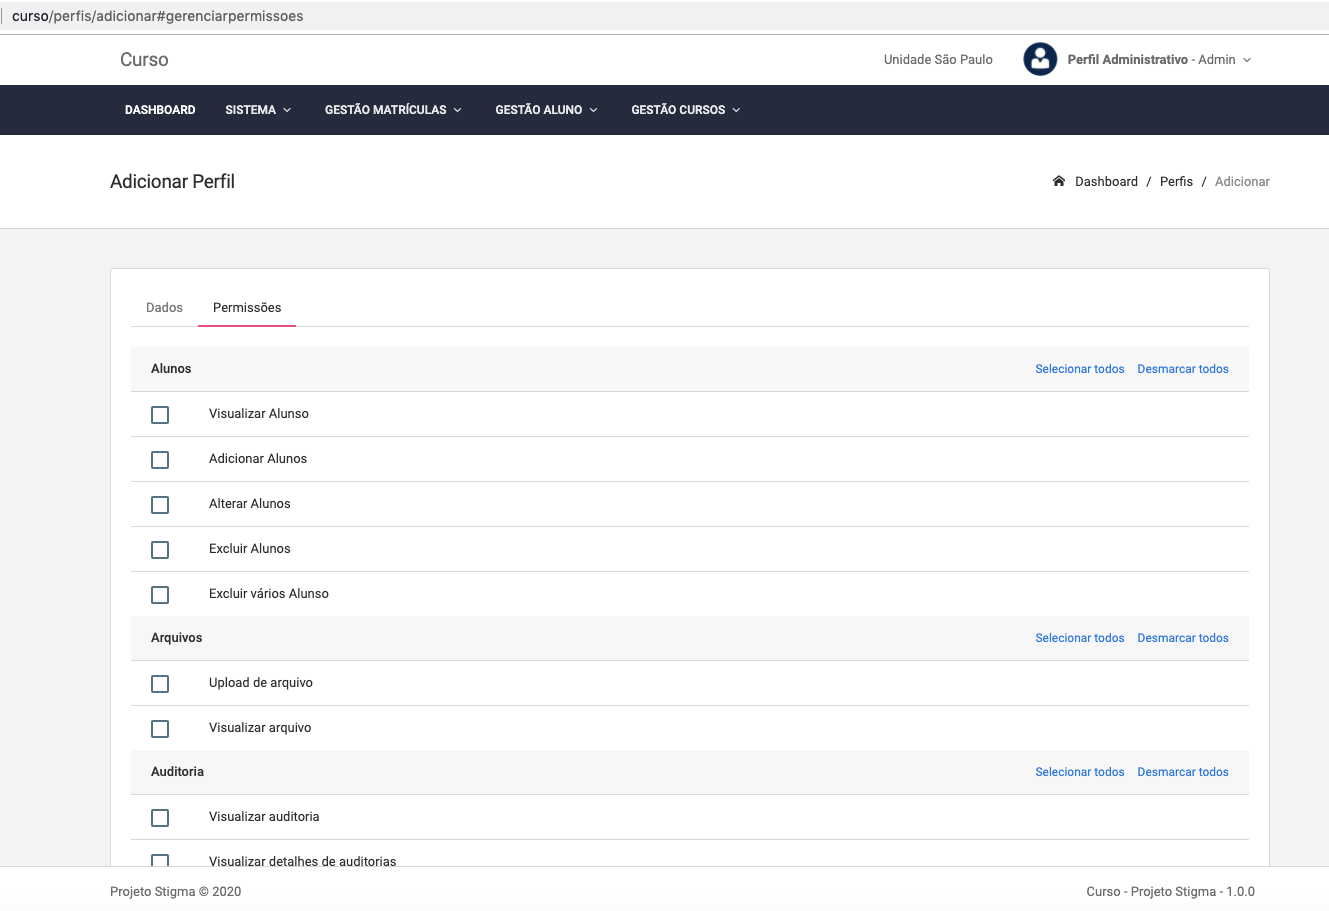 curso/perfis/adicionar#gerenciarpermissoes
Curso
Unidade São Paulo
Perfil Administrativo - Admin
DASHBOARD SISTEMA GESTÃO MATRÍCULAS GESTÃO ALUNO GESTÃO CURSOS
Adicionar Perfil
Dashboard / Perfis / Adicionar
Dados Permissões
Alunos Selecionar todos Desmarcar todos
Visualizar Alunso
Adicionar Alunos
Alterar Alunos
Excluir Alunos
Excluir vários Alunso
Arquivos Selecionar todos Desmarcar todos
Upload de arquivo
Visualizar arquivo
Auditoria Selecionar todos Desmarcar todos
Visualizar auditoria
Visualizar detalhes de auditorias
Projeto Stigma © 2020
Curso - Projeto Stigma - 1.0.0